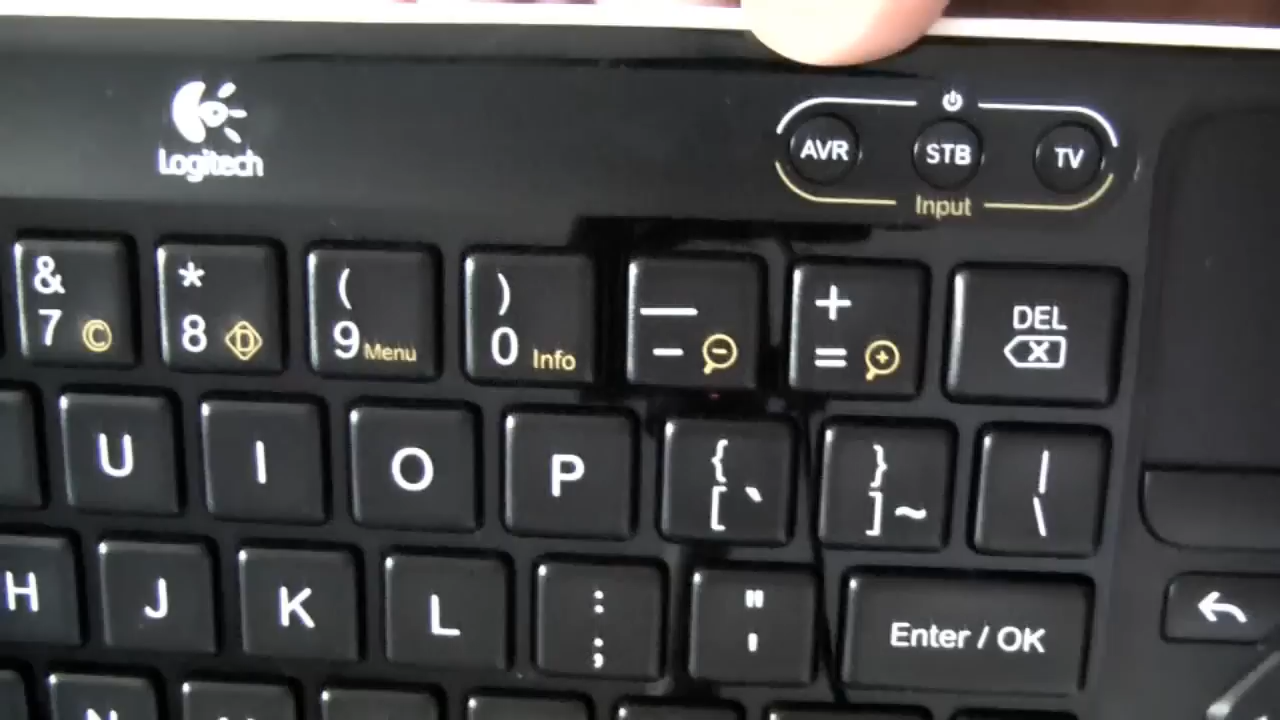 Logitech
AVR STB TV
Input
& * ( ) — + DEL
7 C 8 D 9 Menu 0 Info - =
U I O P { } |
[ ` ] ~ \
H J K L : " Enter / OK
; '
N